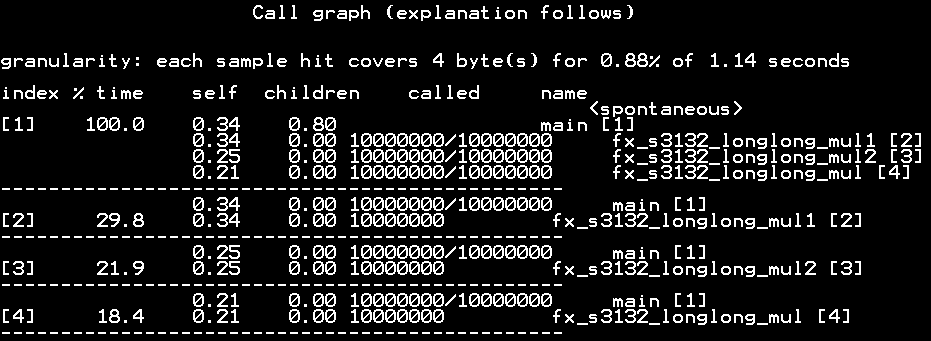 Call graph (explanation follows)
granularity: each sample hit covers 4 byte(s) for 0.88% of 1.14 seconds
index % time self children called name
<spontaneous>
[1] 100.0 0.34 0.80 main [1]
0.34 0.00 10000000/10000000 fx_s3132_longlong_mul1 [2]
0.25 0.00 10000000/10000000 fx_s3132_longlong_mul2 [3]
0.21 0.00 10000000/10000000 fx_s3132_longlong_mul [4]
-----------------------------------------------
0.34 0.00 10000000/10000000 main [1]
[2] 29.8 0.34 0.00 10000000 fx_s3132_longlong_mul1 [2]
-----------------------------------------------
0.25 0.00 10000000/10000000 main [1]
[3] 21.9 0.25 0.00 10000000 fx_s3132_longlong_mul2 [3]
-----------------------------------------------
0.21 0.00 10000000/10000000 main [1]
[4] 18.4 0.21 0.00 10000000 fx_s3132_longlong_mul [4]
-----------------------------------------------